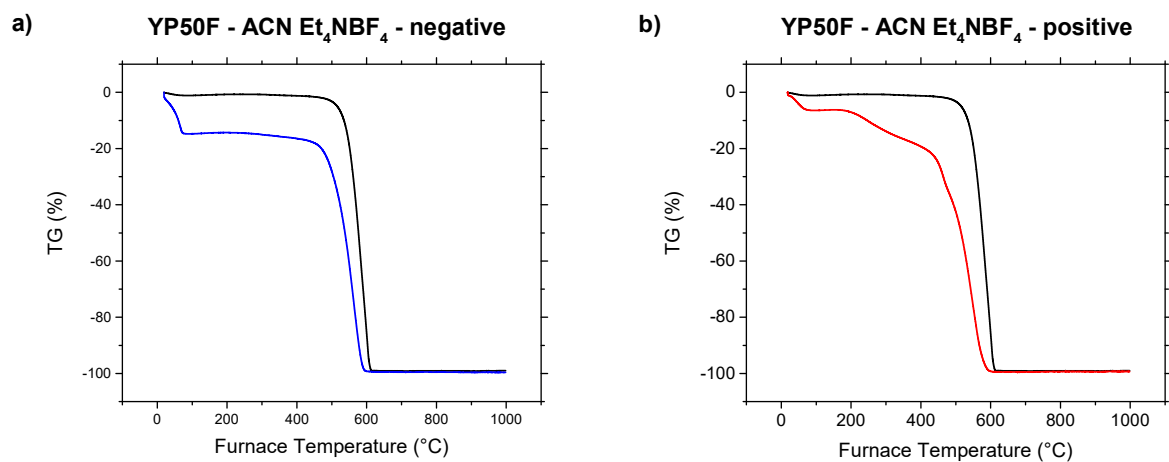 a)
YP50F - ACN Et₄NBF₄ - negative
0
-20
-40
-60
-80
-100
TG (%)
0 200 400 600 800 1000
Furnace Temperature (°C)
b)
YP50F - ACN Et₄NBF₄ - positive
0
-20
-40
-60
-80
-100
TG (%)
0 200 400 600 800 1000
Furnace Temperature (°C)